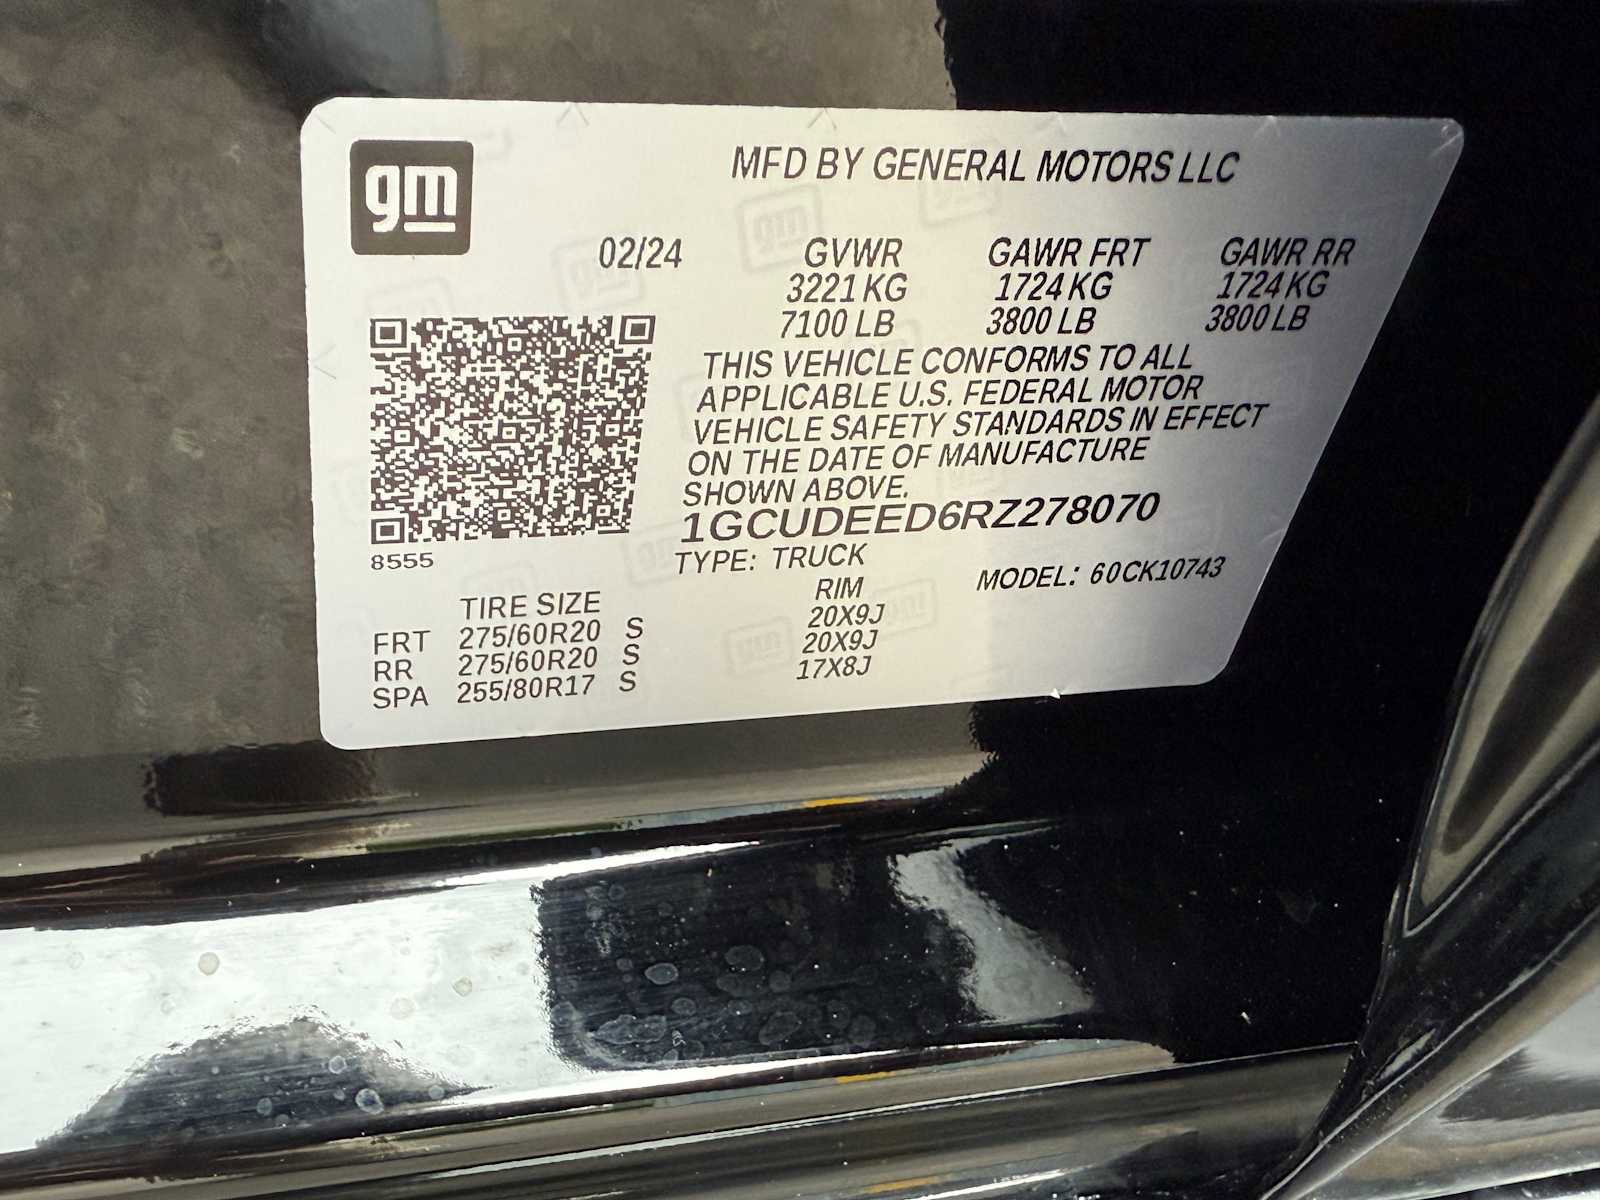 gm
MFD BY GENERAL MOTORS LLC
02/24 GVWR GAWR FRT GAWR RR
3221 KG 1724 KG 1724 KG
7100 LB 3800 LB 3800 LB
THIS VEHICLE CONFORMS TO ALL
APPLICABLE U.S. FEDERAL MOTOR
VEHICLE SAFETY STANDARDS IN EFFECT
ON THE DATE OF MANUFACTURE
SHOWN ABOVE.
1GCUDEED6RZ278070
8555
TYPE: TRUCK
MODEL: 60CK10743
TIRE SIZE RIM
FRT 275/60R20 S 20X9J
RR 275/60R20 S 20X9J
SPA 255/80R17 S 17X8J